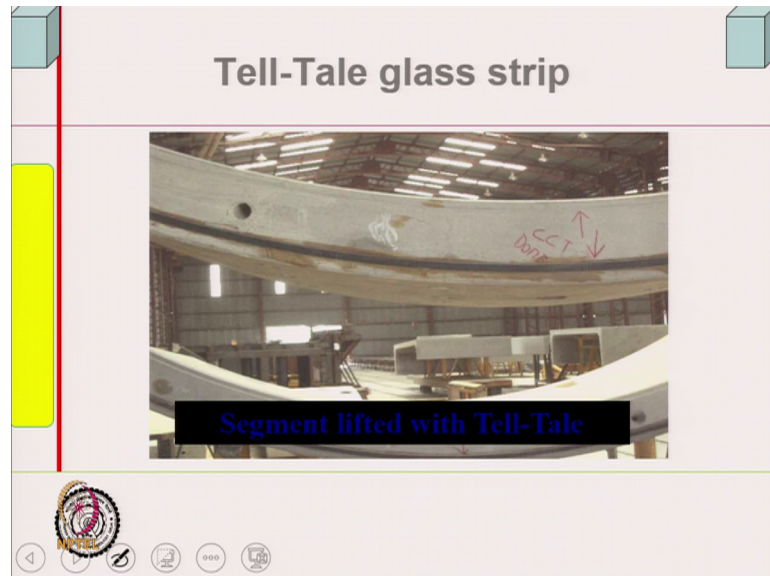 Tell-Tale glass strip
CCT
Done
Segment lifted with Tell-Tale
NPTEL